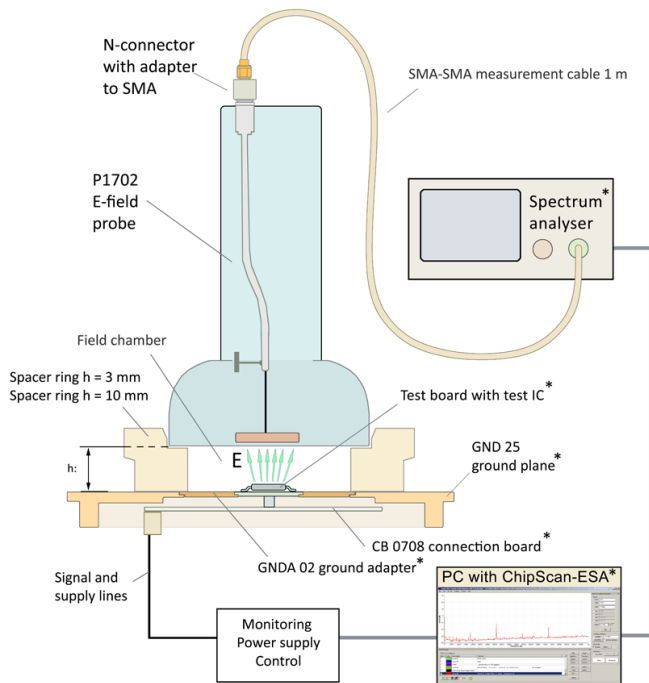 N-connector
with adapter
to SMA
SMA-SMA measurement cable 1 m
P1702
E-field
probe
Spectrum*
analyser
Field chamber
Spacer ring h = 3 mm
Spacer ring h = 10 mm
Test board with test IC*
GND 25
ground plane*
h:
E
CB 0708 connection board*
GNDA 02 ground adapter*
Signal and
supply lines
PC with ChipScan-ESA*
Monitoring
Power supply
Control